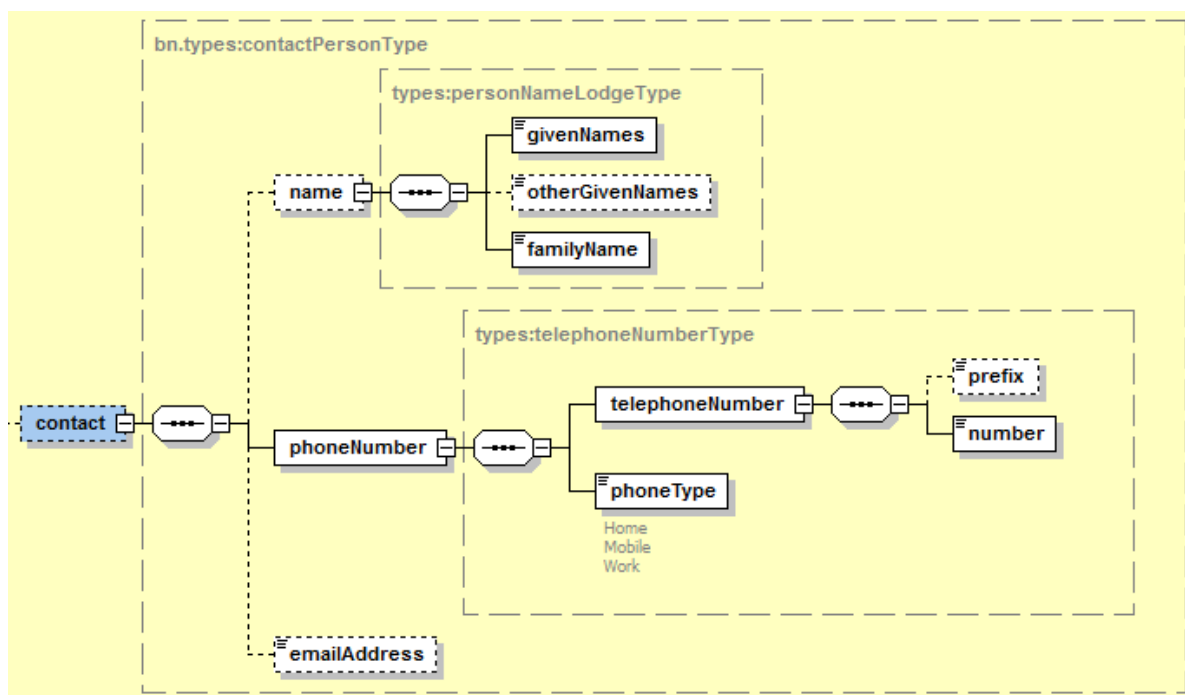 bn.types:contactPersonType
types:personNameLodgeType
givenNames
name
otherGivenNames
familyName
types:telephoneNumberType
prefix
telephoneNumber
contact
number
phoneNumber
phoneType
Home
Mobile
Work
emailAddress